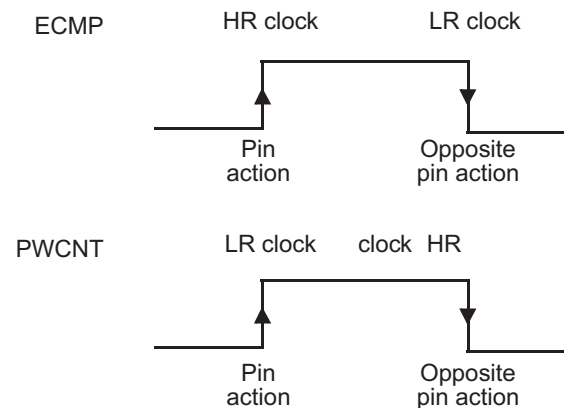 ECMP HR clock LR clock
Pin action
Opposite pin action
PWCNT LR clock clock HR
Pin action
Opposite pin action